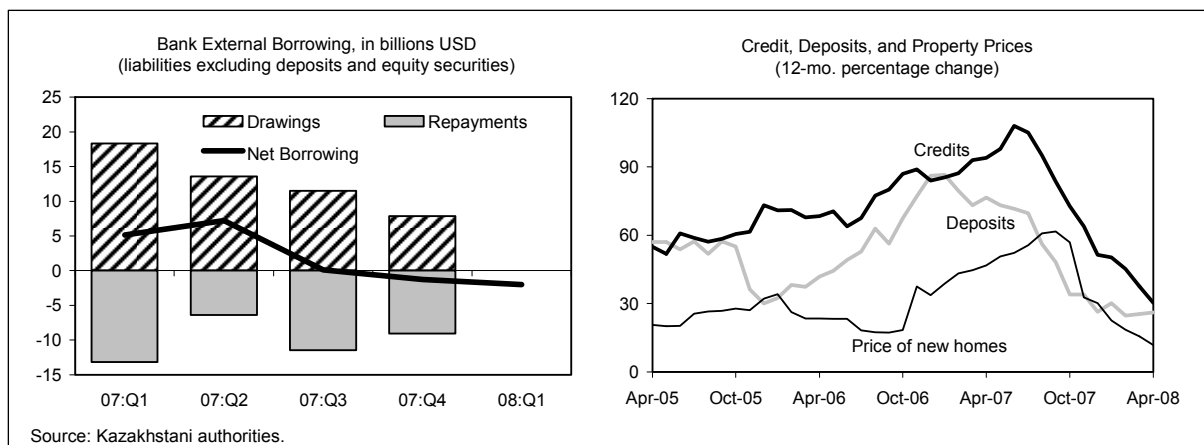 Bank External Borrowing, in billions USD
(liabilities excluding deposits and equity securities)
25
20
15
10
5
0
-5
-10
-15
Drawings
Repayments
Net Borrowing
07:Q1 07:Q2 07:Q3 07:Q4 08:Q1
Credit, Deposits, and Property Prices
(12-mo. percentage change)
120
90
60
30
0
Credits
Deposits
Price of new homes
Apr-05 Oct-05 Apr-06 Oct-06 Apr-07 Oct-07 Apr-08
Source: Kazakhstani authorities.